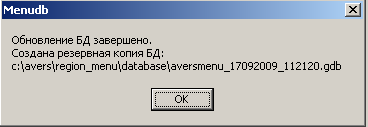 Menudb
Обновление БД завершено.
Создана резервная копия БД:
c:\avers\region_menu\database\aversmenu_17092009_112120.gdb
OK